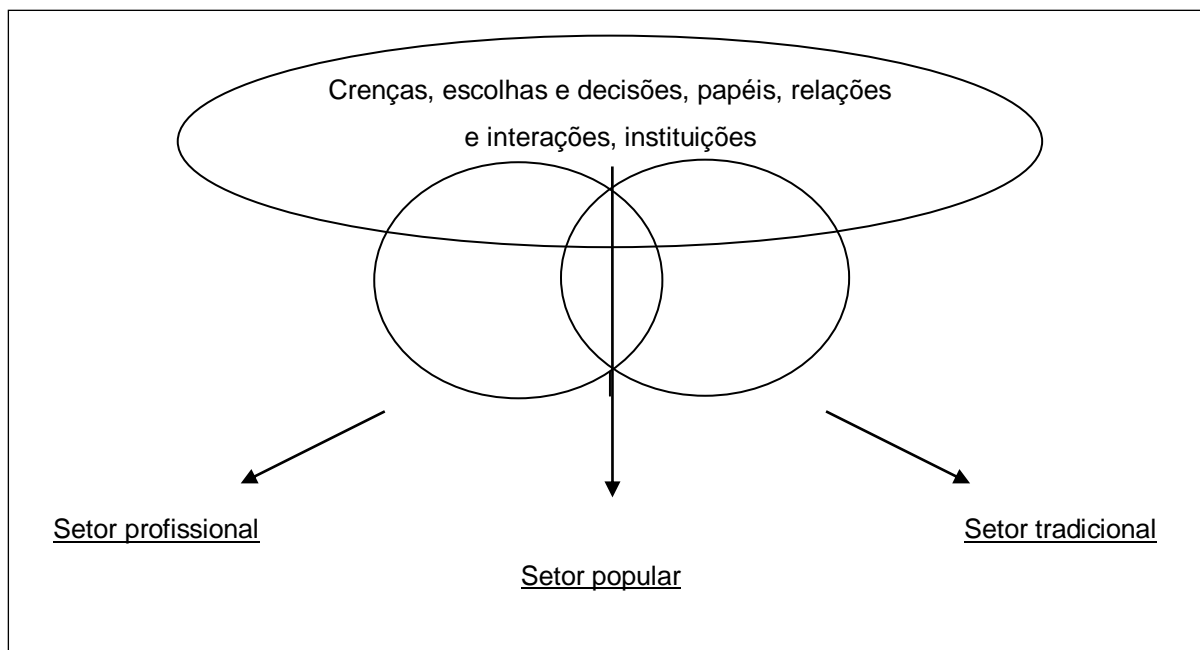 Crenças, escolhas e decisões, papéis, relações
e interações, instituições
Setor profissional
Setor tradicional
Setor popular